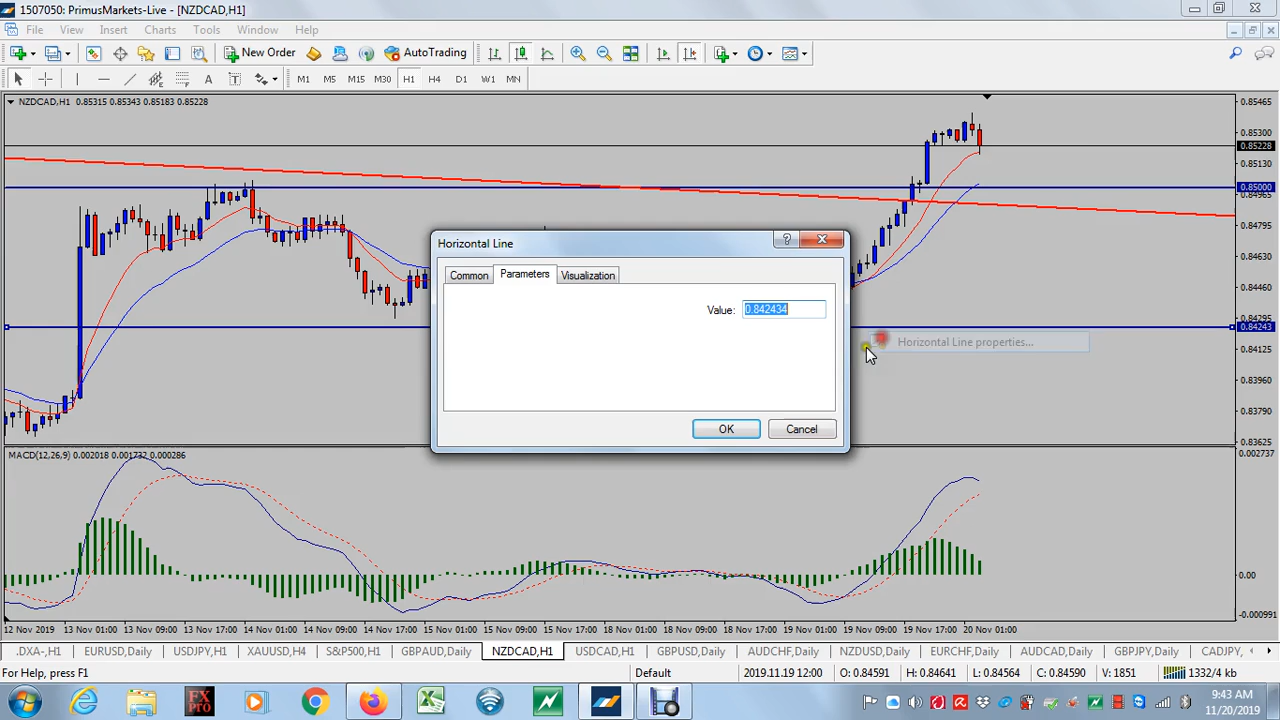 1507050: PrimusMarkets-Live - [NZDCAD,H1]
File View Insert Charts Tools Window Help
New Order AutoTrading
A T M1 M5 M15 M30 H1 H4 D1 W1 MN
NZDCAD,H1 0.85315 0.85343 0.85183 0.85228
0.85465
0.85300
0.85228
0.85130
0.85000
0.84965
0.84795
0.84630
0.84460
0.84295
0.84243
0.84125
0.83960
0.83790
0.83625
Horizontal Line
Common Parameters Visualization
Value: 0.842434
Horizontal Line properties...
OK Cancel
MACD(12,26,9) 0.002018 0.001732 0.000286
0.002737
0.00
-0.000991
12 Nov 2019 13 Nov 01:00 13 Nov 09:00 13 Nov 17:00 14 Nov 01:00 14 Nov 09:00 14 Nov 17:00 15 Nov 01:00 15 Nov 09:00 15 Nov 17:00 18 Nov 01:00 18 Nov 09:00 18 Nov 17:00 19 Nov 01:00 19 Nov 09:00 19 Nov 17:00 20 Nov 01:00
.DXA-,H1 EURUSD,Daily USDJPY,H1 XAUUSD,H4 S&P500,H1 GBPAUD,Daily NZDCAD,H1 USDCAD,H1 GBPUSD,Daily AUDCHF,Daily NZDUSD,Daily EURCHF,Daily AUDCAD,Daily GBPJPY,Daily CADJPY,
For Help, press F1 Default 2019.11.19 12:00 O: 0.84591 H: 0.84641 L: 0.84564 C: 0.84590 V: 1851 1332/4 kb
FX PRO
9:43 AM
11/20/2019